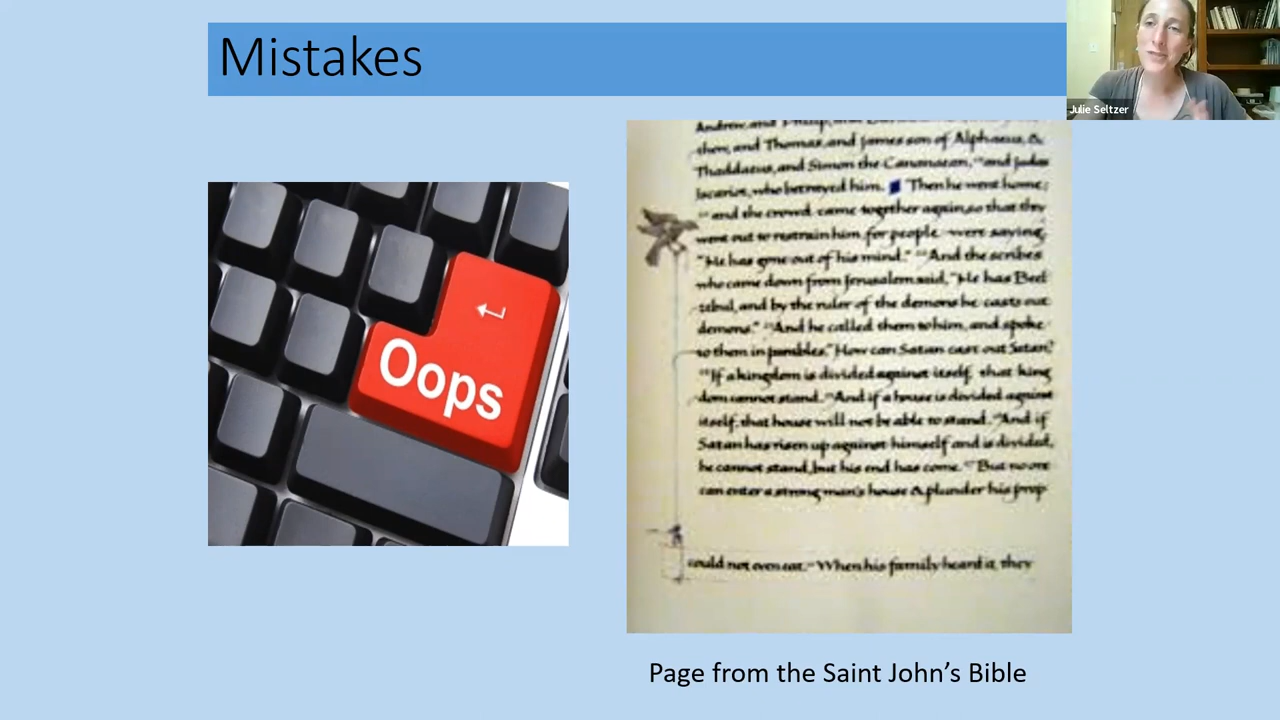 Mistakes
Julie Seltzer
Oops
Andrew, and Philip, and
thew, and Thomas, and James son of Alphaeus, &
Thaddaeus, and Simon the Cananaean, and Judas
Iscariot, who betrayed him. Then he went home;
and the crowd came together again, so that they
went out to restrain him, for people were saying,
"He has gone out of his mind." And the scribes
who came down from Jerusalem said, "He has Beel
zebul, and by the ruler of the demons he casts out
demons." And he called them to him, and spoke
to them in parables, "How can Satan cast out Satan?
If a kingdom is divided against itself, that king
dom cannot stand. And if a house is divided against
itself, that house will not be able to stand. And if
Satan has risen up against himself and is divided,
he cannot stand, but his end has come. But no one
can enter a strong man's house & plunder his prop
could not even eat. When his family heard it, they
Page from the Saint John's Bible